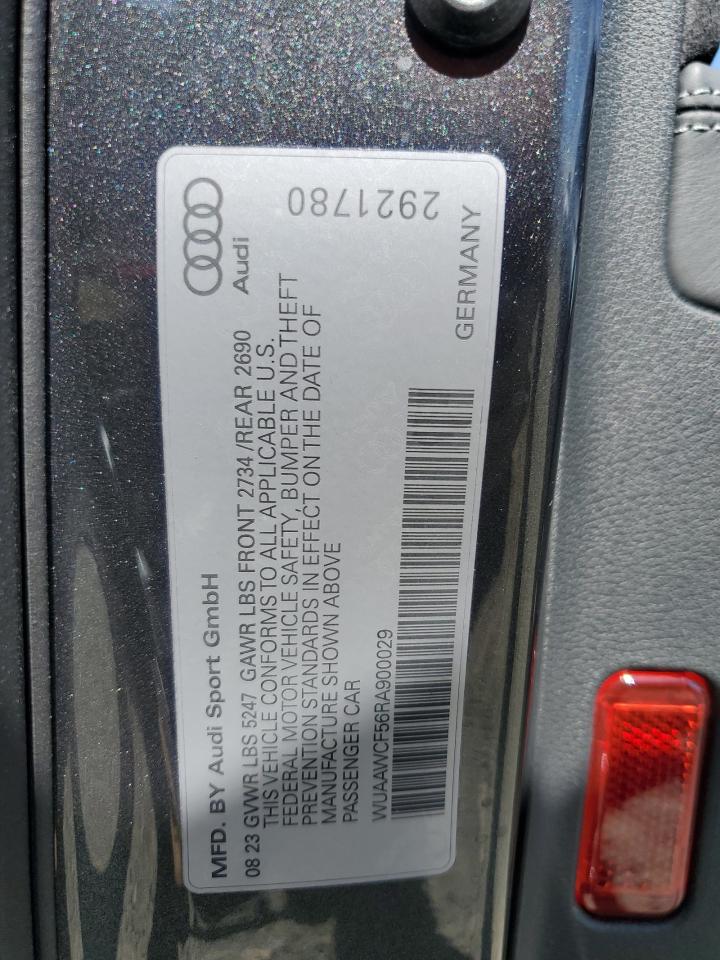 MFD. BY Audi Sport GmbH
Audi
08 23 GVWR LBS 5247 GAWR LBS FRONT 2734 /REAR 2690
THIS VEHICLE CONFORMS TO ALL APPLICABLE U.S.
FEDERAL MOTOR VEHICLE SAFETY, BUMPER AND THEFT
PREVENTION STANDARDS IN EFFECT ON THE DATE OF
MANUFACTURE SHOWN ABOVE
PASSENGER CAR
WUAAWCF56RA900029
GERMANY
2921780